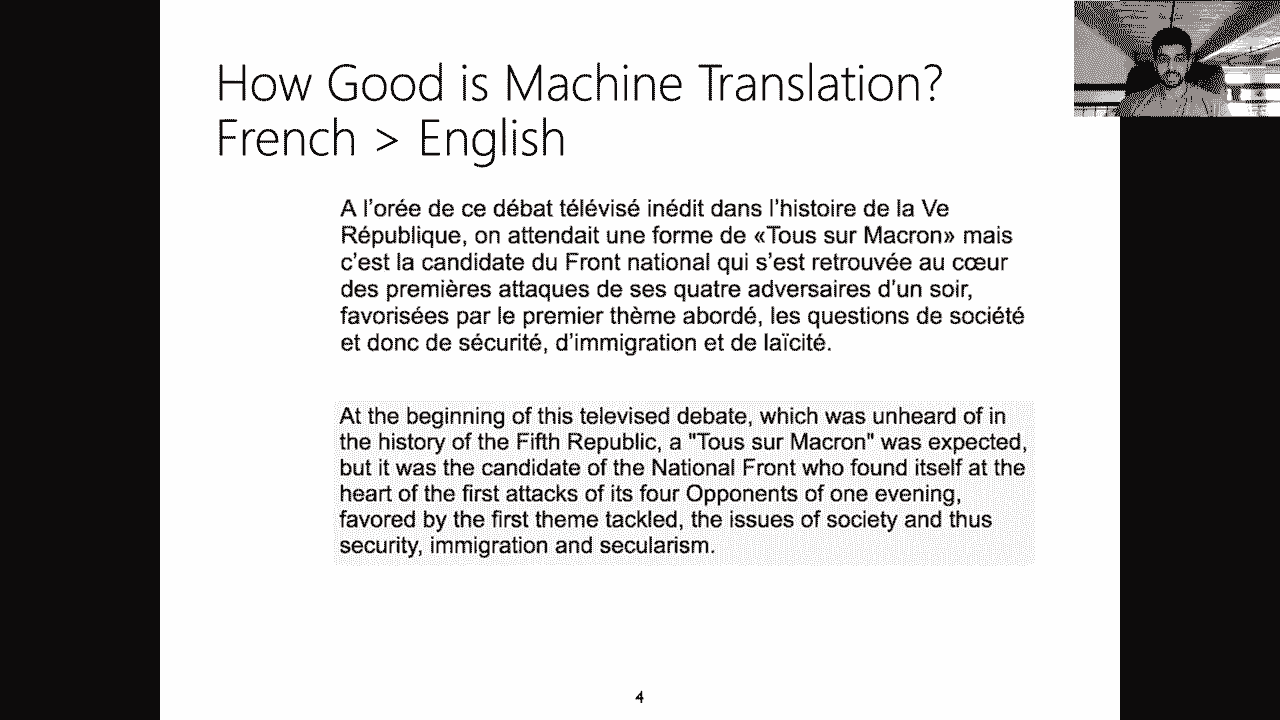 How Good is Machine Translation?
French > English
A l'orée de ce débat télévisé inédit dans l'histoire de la Ve
République, on attendait une forme de «Tous sur Macron» mais
c'est la candidate du Front national qui s'est retrouvée au cœur
des premières attaques de ses quatre adversaires d'un soir,
favorisées par le premier thème abordé, les questions de société
et donc de sécurité, d'immigration et de laïcité.
At the beginning of this televised debate, which was unheard of in
the history of the Fifth Republic, a "Tous sur Macron" was expected,
but it was the candidate of the National Front who found itself at the
heart of the first attacks of its four Opponents of one evening,
favored by the first theme tackled, the issues of society and thus
security, immigration and secularism.
4